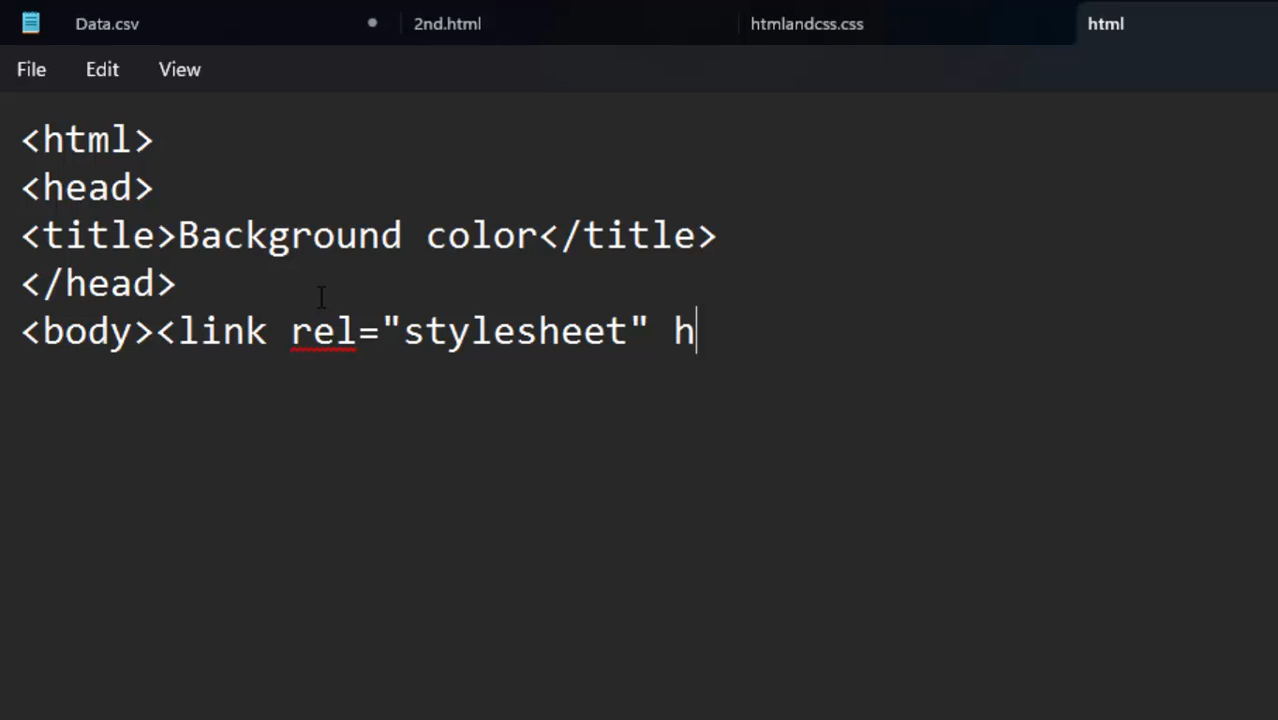 Data.csv 2nd.html htmlandcss.css html
File Edit View
<html>
<head>
<title>Background color</title>
</head>
<body><link rel="stylesheet" h